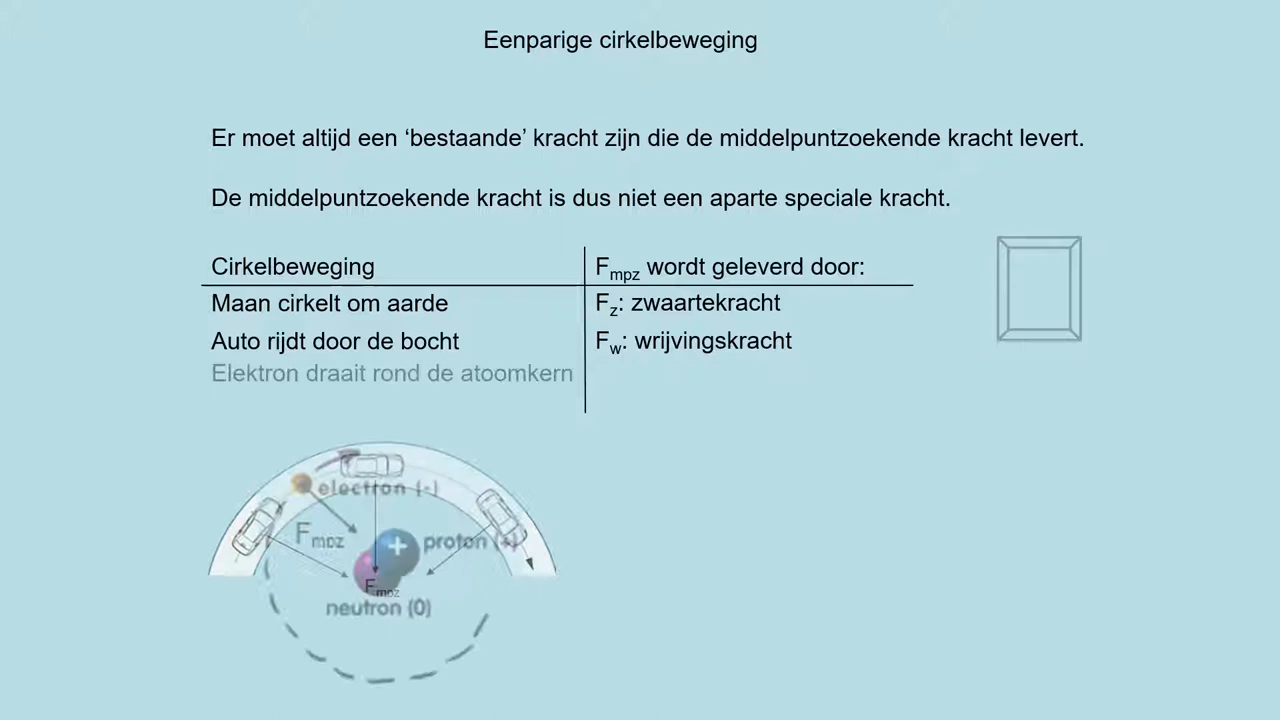 Eenparige cirkelbeweging
Er moet altijd een ‘bestaande’ kracht zijn die de middelpuntzoekende kracht levert.
De middelpuntzoekende kracht is dus niet een aparte speciale kracht.
Cirkelbeweging
Fmpz wordt geleverd door:
Maan cirkelt om aarde
Fz: zwaartekracht
Auto rijdt door de bocht
Fw: wrijvingskracht
Elektron draait rond de atoomkern
electron (-)
Fmpz
+
proton (+)
Fmpz
neutron (0)